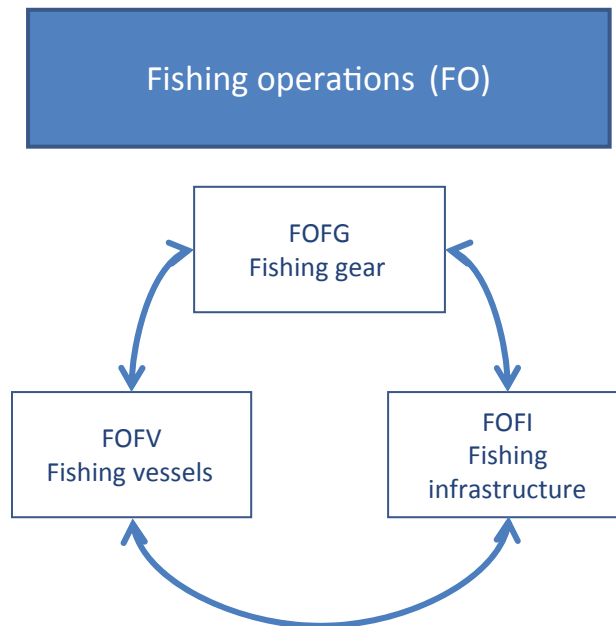 Fishing operations (FO)
FOFG
Fishing gear
FOFV
Fishing vessels
FOFI
Fishing
infrastructure